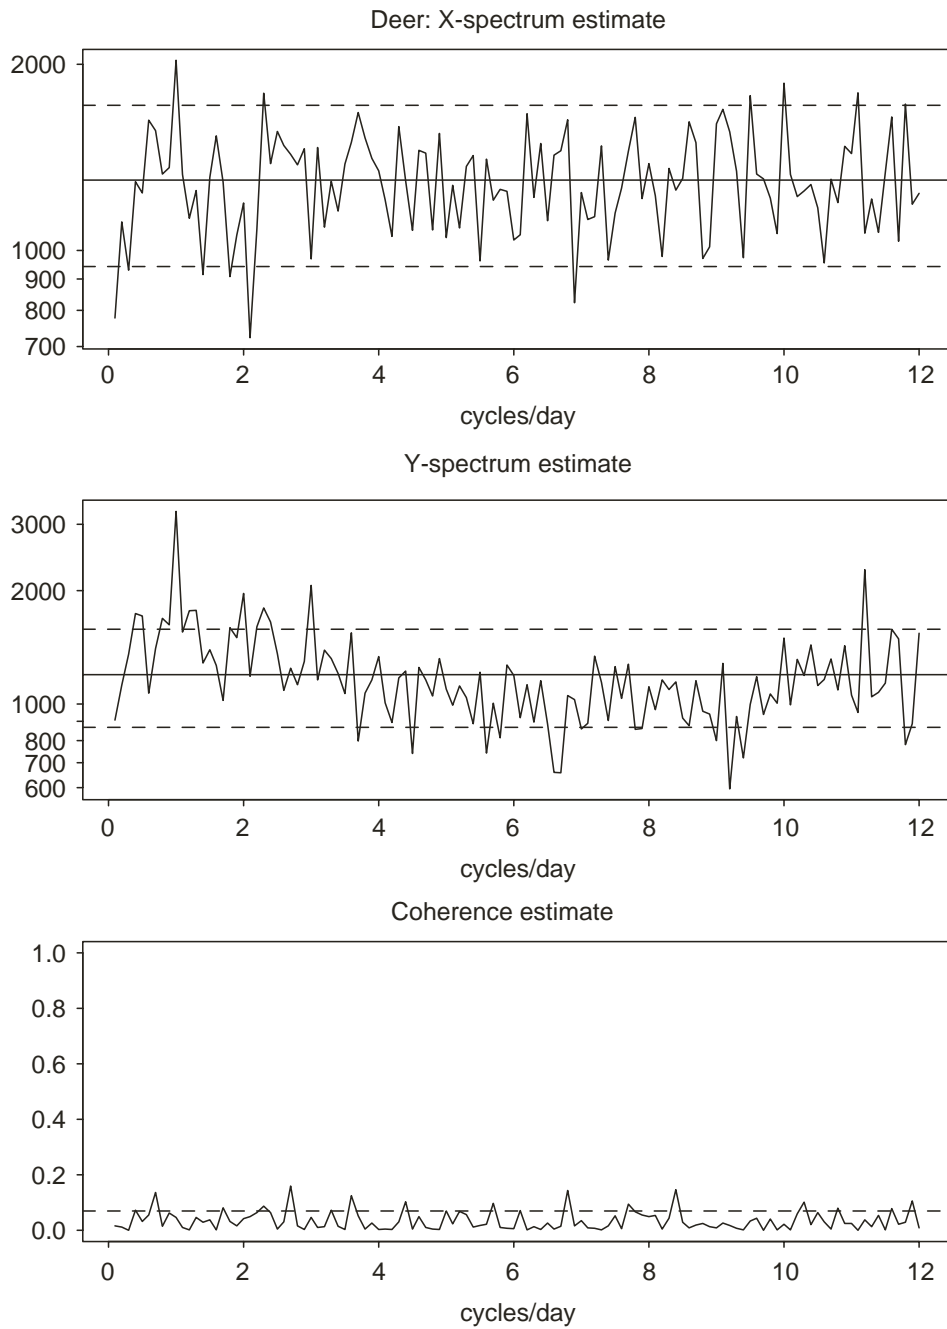 Deer: X-spectrum estimate
2000
1000
900
800
700
0 2 4 6 8 10 12
cycles/day
Y-spectrum estimate
3000
2000
1000
800
700
600
0 2 4 6 8 10 12
cycles/day
Coherence estimate
1.0
0.8
0.6
0.4
0.2
0.0
0 2 4 6 8 10 12
cycles/day